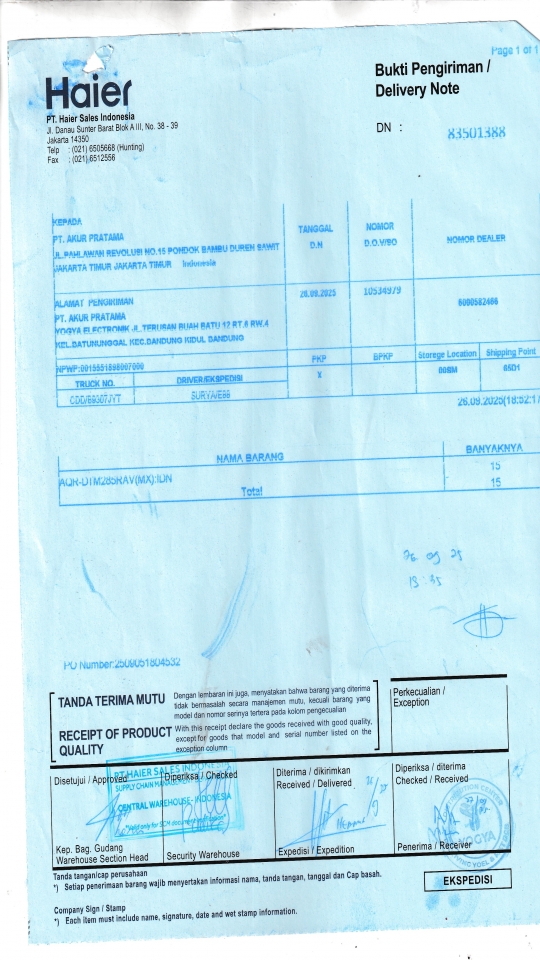 Page 1 of 1
Haier
Bukti Pengiriman /
Delivery Note
PT. Haier Sales Indonesia
Jl. Danau Sunter Barat Blok A III, No. 38 - 39
Jakarta 14350
Telp : (021) 6505668 (Hunting)
Fax : (021) 6512556
DN : 83501388
KEPADA
PT. AKUR PRATAMA
JL.PAHLAWAN REVOLUSI NO.15 PONDOK BAMBU DUREN SAWIT
JAKARTA TIMUR JAKARTA TIMUR Indonesia
TANGGAL
D.N
NOMOR
D.O.V/BO
NOMOR DEALER
26.09.2025
10534979
ALAMAT PENGIRIMAN
PT. AKUR PRATAMA
YOGYA ELECTRONIK JL. TERUSAN BUAH BATU 12 RT.6 RW.4
KEL.BATUNUNGGAL KEC.BANDUNG KIDUL BANDUNG
NPWP:0015551898007000
PKP
BPKP
Storege Location
Shipping Point
X
00SM
05D1
TRUCK NO.
DRIVER/EKSPEDISI
26.09.2025(18:52:17
NAMA BARANG
BANYAKNYA
AQR-DTM285RAV(MX):IDN
15
Total
15
26 09 25
PO Number:2509051804532
TANDA TERIMA MUTU
Dengan lembaran ini juga, menyatakan bahwa barang yang diterima
tidak bermasalah secara manajemen mutu, kecuali barang yang
model dan nomor serinya tertera pada kolom pengecualian
RECEIPT OF PRODUCT
QUALITY
With this receipt declare the goods received with good quality,
except for goods that model and serial number listed on the
exception column
Perkecualian /
Exception
Disetujui / Approved
Diperiksa / Checked
Diterima / dikirimkan
Received / Delivered
Diperiksa / diterima
Checked / Received
PT.HAIER SALES INDONESIA
SUPPLY CHAIN MANAGEMENT
CENTRAL WAREHOUSE- INDONESIA
YOGYA
Kep. Bag. Gudang
Warehouse Section Head
Security Warehouse
Expedisi / Expedition
Penerima / Receiver
Tanda tangan/cap perusahaan
*) Setiap penerimaan barang wajib menyertakan informasi nama, tanda tangan, tanggal dan Cap basah.
EKSPEDISI
Company Sign / Stamp
*) Each item must include name, signature, date and wet stamp information.